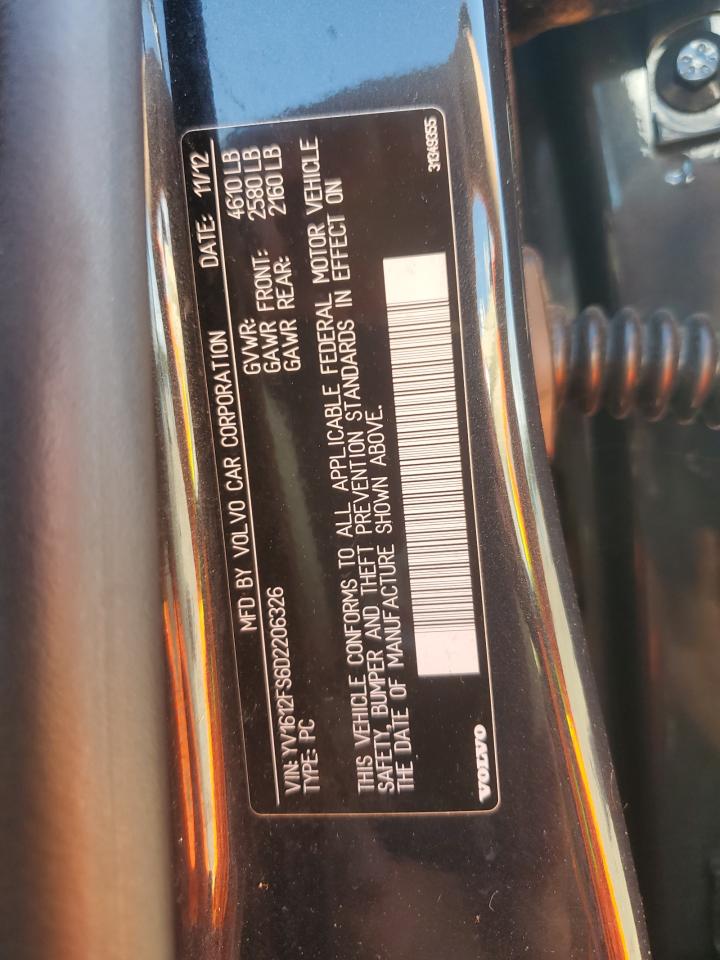 MFD BY VOLVO CAR CORPORATION DATE: 11/12
GVWR: 4610 LB
GAWR FRONT: 2580 LB
GAWR REAR: 2160 LB
VIN: YV1612FS6D2206326
TYPE: PC
THIS VEHICLE CONFORMS TO ALL APPLICABLE FEDERAL MOTOR VEHICLE
SAFETY, BUMPER AND THEFT PREVENTION STANDARDS IN EFFECT ON
THE DATE OF MANUFACTURE SHOWN ABOVE.
VOLVO
31349355